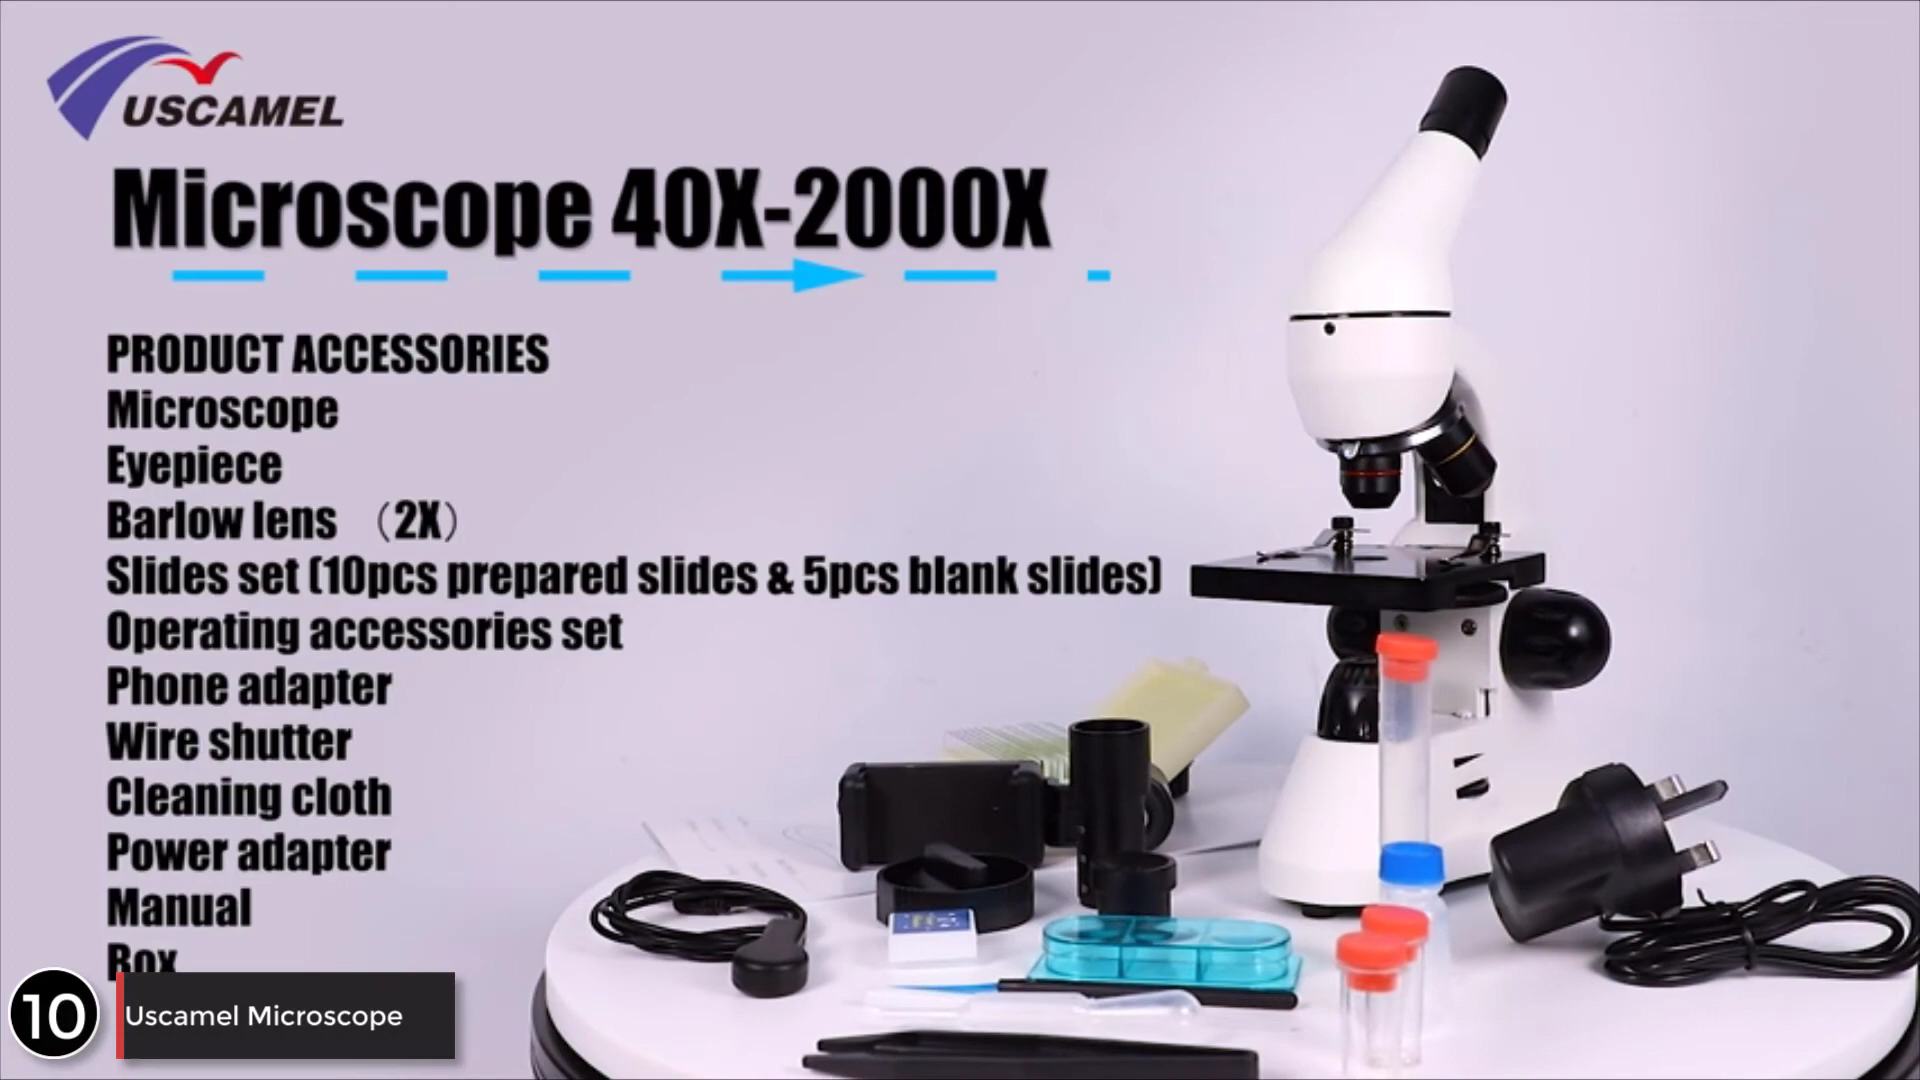 USCAMEL
Microscope 40X-2000X
PRODUCT ACCESSORIES
Microscope
Eyepiece
Barlow lens （2X）
Slides set (10pcs prepared slides & 5pcs blank slides)
Operating accessories set
Phone adapter
Wire shutter
Cleaning cloth
Power adapter
Manual
Box
10 Uscamel Microscope